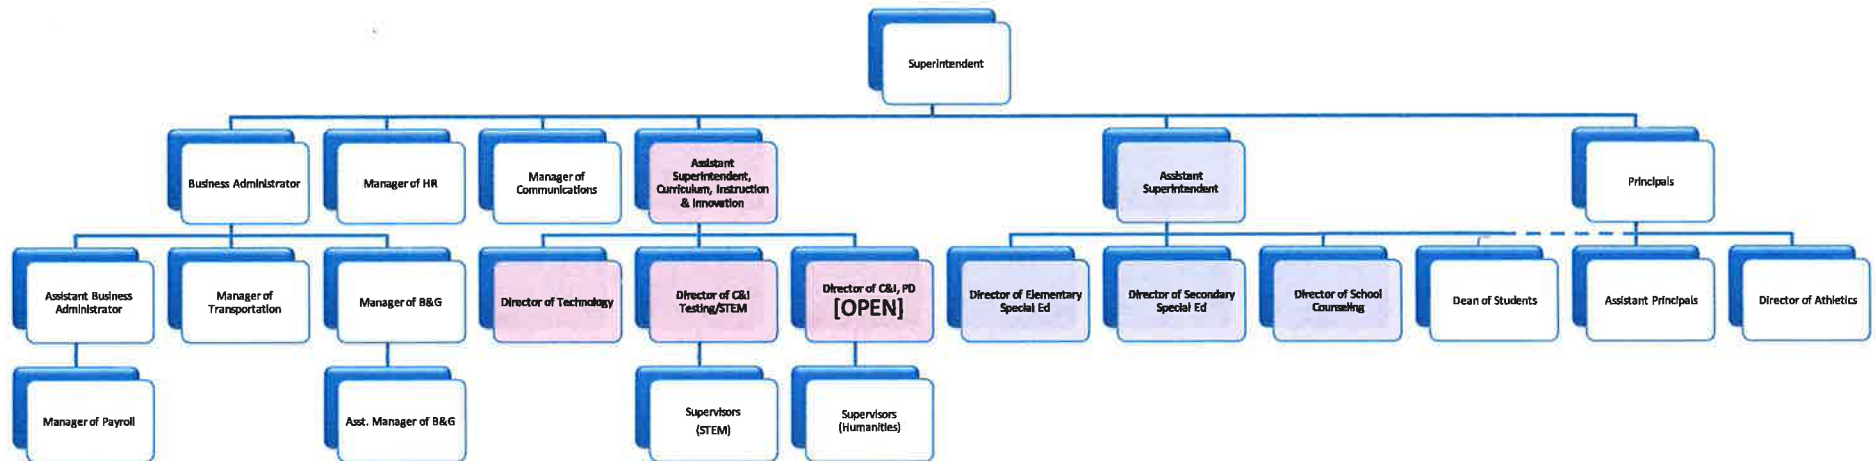 Superintendent
Business Administrator
Manager of HR
Manager of
Communications
Assistant
Superintendent,
Curriculum, Instruction
& Innovation
Assistant
Superintendent
Principals
Assistant Business
Administrator
Manager of
Transportation
Manager of B&G
Director of Technology
Director of C&I
Testing/STEM
Director of C&I, PD
[OPEN]
Director of Elementary
Special Ed
Director of Secondary
Special Ed
Director of School
Counseling
Dean of Students
Assistant Principals
Director of Athletics
Manager of Payroll
Asst. Manager of B&G
Supervisors
(STEM)
Supervisors
(Humanities)